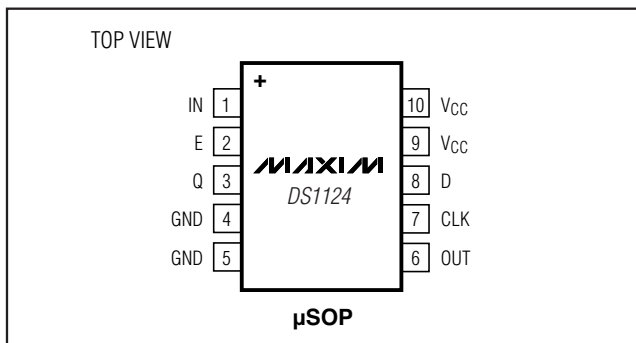 TOP VIEW
+
IN 1 10 VCC
E 2 9 VCC
MAXIM
Q 3 8 D
DS1124
GND 4 7 CLK
GND 5 6 OUT
µSOP